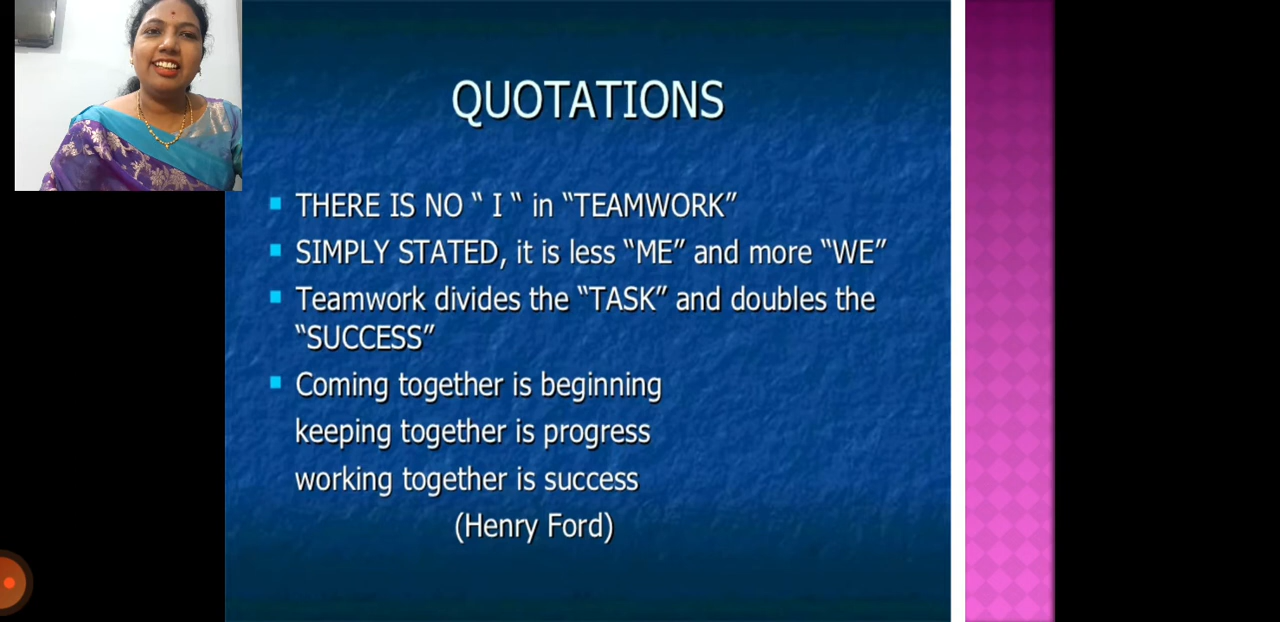 QUOTATIONS
THERE IS NO “ I “ in “TEAMWORK”
SIMPLY STATED, it is less “ME” and more “WE”
Teamwork divides the “TASK” and doubles the
“SUCCESS”
Coming together is beginning
keeping together is progress
working together is success
(Henry Ford)